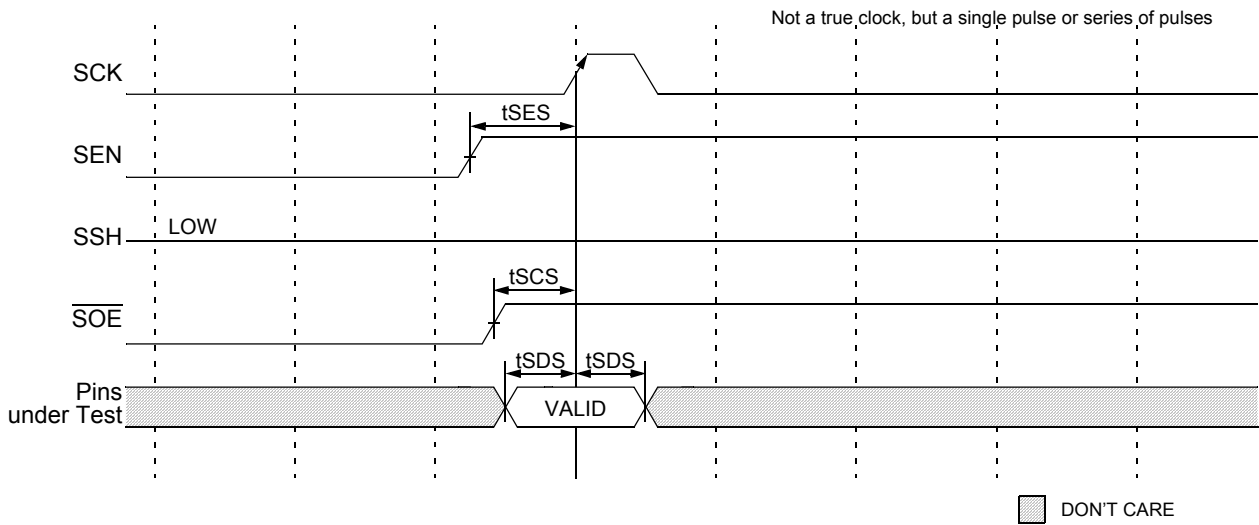 Not a true clock, but a single pulse or series of pulses
SCK
tSES
SEN
SSH
LOW
tSCS
SOE
tSDS
tSDS
Pins
under Test
VALID
DON'T CARE